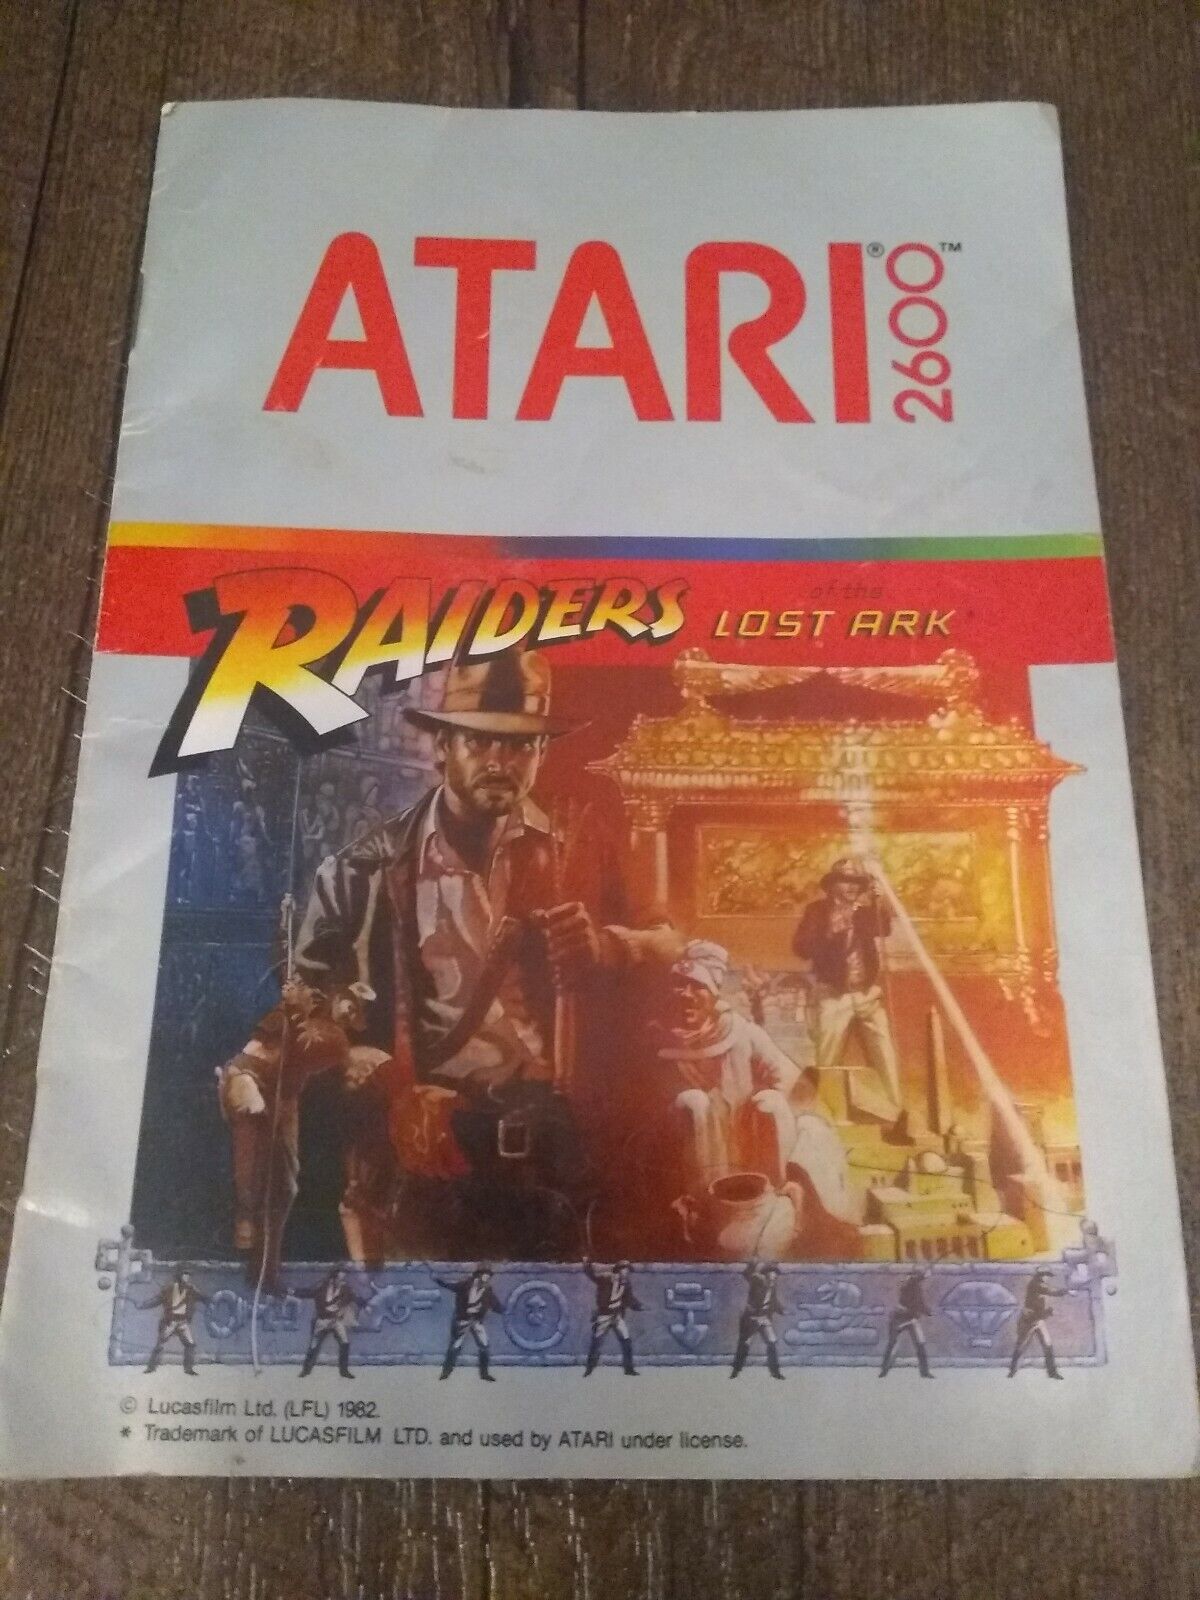 ATARI® 2600™
RAIDERS of the LOST ARK*
© Lucasfilm Ltd. (LFL) 1982.
* Trademark of LUCASFILM LTD. and used by ATARI under license.